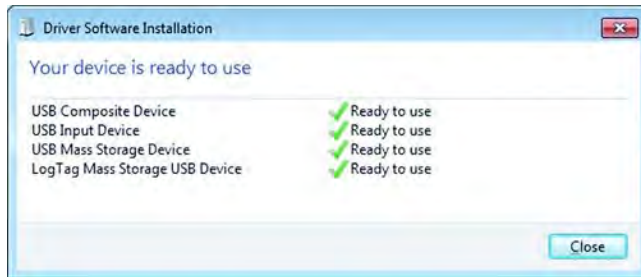 Driver Software Installation
Your device is ready to use
USB Composite Device Ready to use
USB Input Device Ready to use
USB Mass Storage Device Ready to use
LogTag Mass Storage USB Device Ready to use
Close